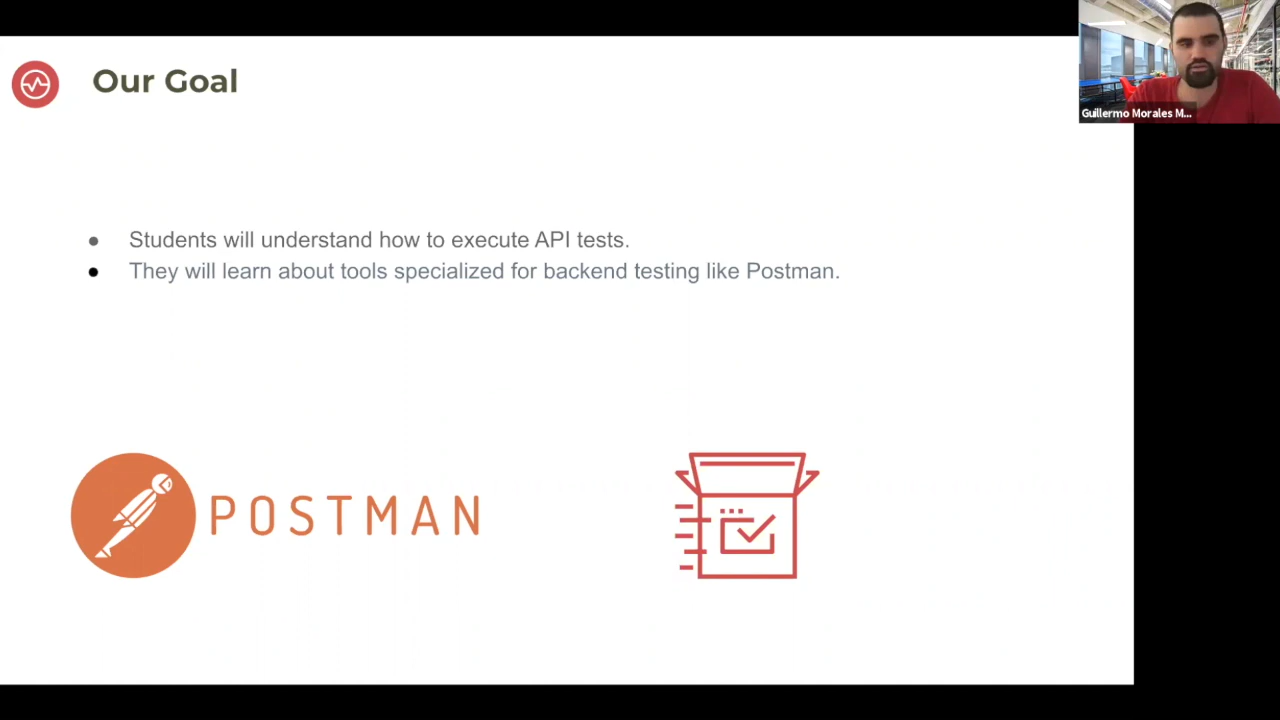 Our Goal
Guillermo Morales M...
● Students will understand how to execute API tests.
● They will learn about tools specialized for backend testing like Postman.
POSTMAN